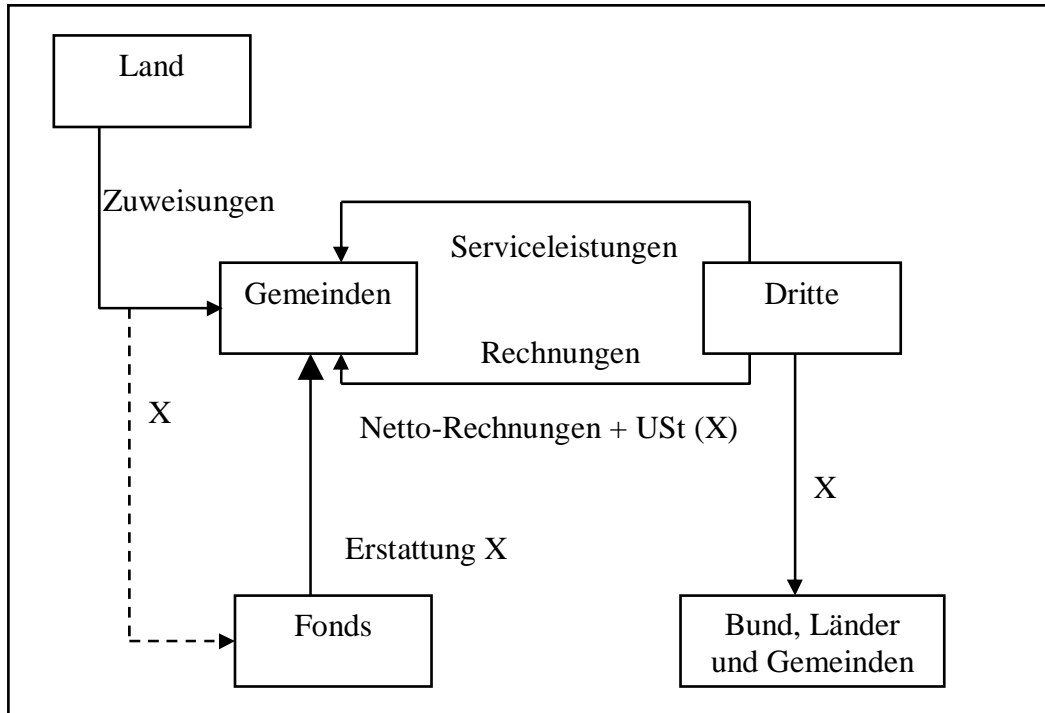 Land
Zuweisungen
Serviceleistungen
Gemeinden
Dritte
Rechnungen
X
Netto-Rechnungen + USt (X)
X
Erstattung X
Fonds
Bund, Länder
und Gemeinden